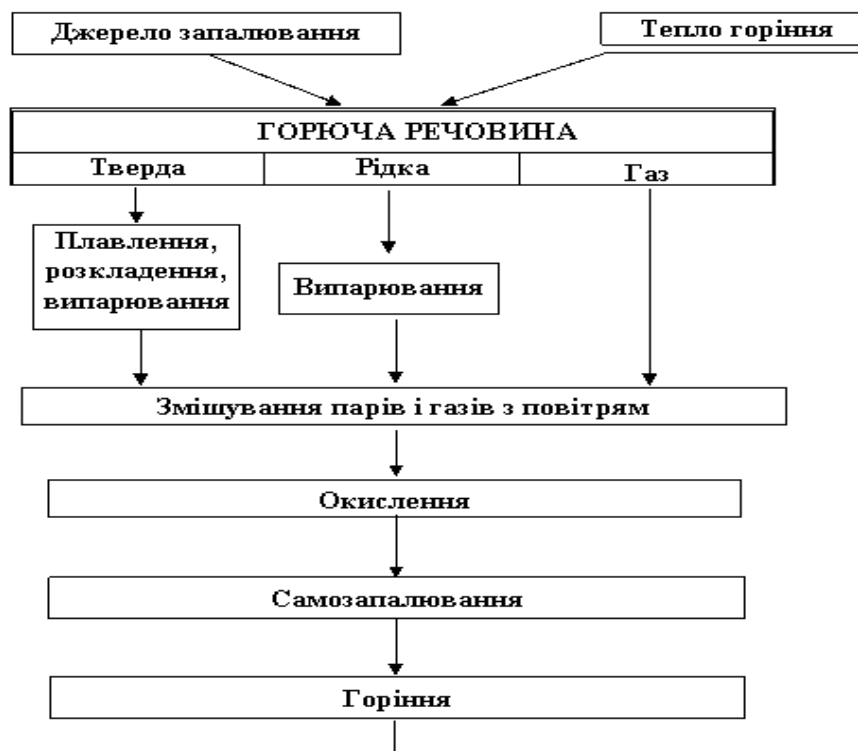 Джерело запалювання
Тепло горіння
ГОРЮЧА РЕЧОВИНА
Тверда
Рідка
Газ
Плавлення,
розкладення,
випарювання
Випарювання
Змішування парів і газів з повітрям
Окислення
Самозапалювання
Горіння